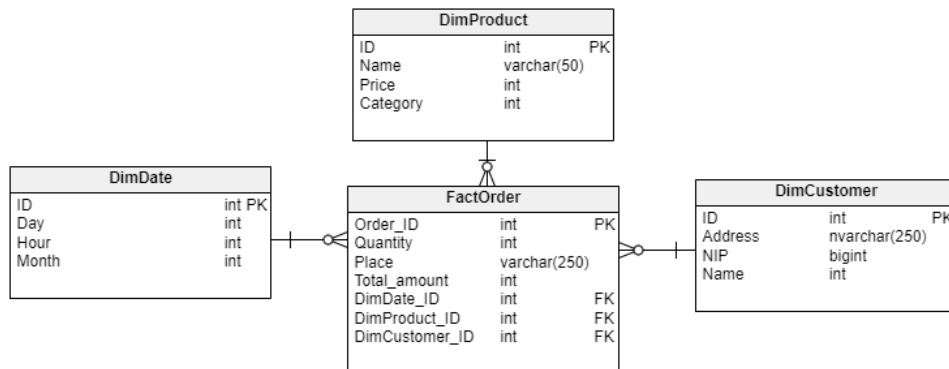 DimProduct
ID int PK
Name varchar(50)
Price int
Category int
DimDate
ID int PK
Day int
Hour int
Month int
FactOrder
Order_ID int PK
Quantity int
Place varchar(250)
Total_amount int
DimDate_ID int FK
DimProduct_ID int FK
DimCustomer_ID int FK
DimCustomer
ID int PK
Address nvarchar(250)
NIP bigint
Name int